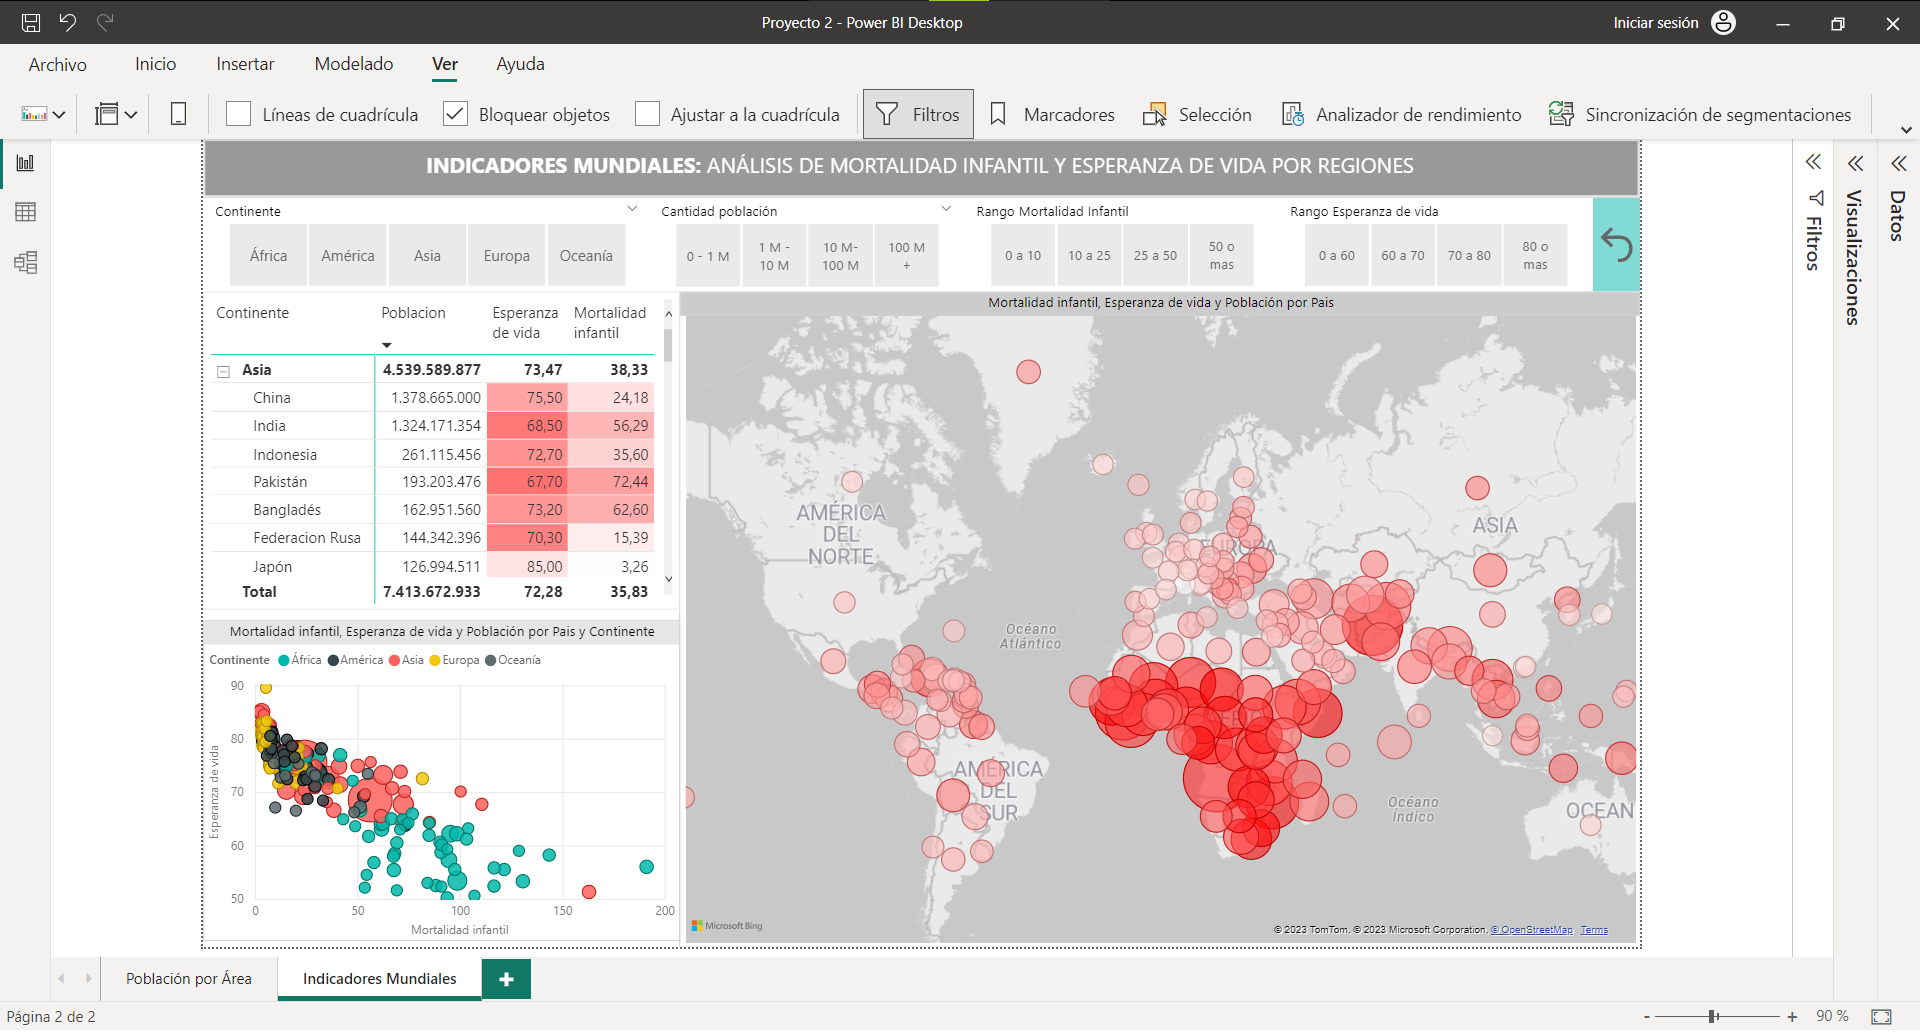 Proyecto 2 - Power BI Desktop
Iniciar sesión
Archivo Inicio Insertar Modelado Ver Ayuda
Líneas de cuadrícula Bloquear objetos Ajustar a la cuadrícula Filtros Marcadores Selección Analizador de rendimiento Sincronización de segmentaciones
INDICADORES MUNDIALES: ANÁLISIS DE MORTALIDAD INFANTIL Y ESPERANZA DE VIDA POR REGIONES
Continente
África América Asia Europa Oceanía
Cantidad población
0 - 1 M
1 M -
10 M
10 M-
100 M
100 M
+
Rango Mortalidad Infantil
0 a 10
10 a 25
25 a 50
50 o
mas
Rango Esperanza de vida
0 a 60
60 a 70
70 a 80
80 o
mas
Filtros
Visualizaciones
Datos
Continente Poblacion Esperanza de vida Mortalidad infantil
Asia 4.539.589.877 73,47 38,33
China 1.378.665.000 75,50 24,18
India 1.324.171.354 68,50 56,29
Indonesia 261.115.456 72,70 35,60
Pakistán 193.203.476 67,70 72,44
Bangladés 162.951.560 73,20 62,60
Federacion Rusa 144.342.396 70,30 15,39
Japón 126.994.511 85,00 3,26
Total 7.413.672.933 72,28 35,83
Mortalidad infantil, Esperanza de vida y Población por Pais y Continente
Continente África América Asia Europa Oceanía
Esperanza de vida
90
80
70
60
50
0 50 100 150 200
Mortalidad infantil
Mortalidad infantil, Esperanza de vida y Población por Pais
AMÉRICA
DEL
NORTE
EUROPA
ASIA
Océano
Atlántico
AMÉRICA
DEL
SUR
Océano
Índico
OCEAN
Microsoft Bing
© 2023 TomTom, © 2023 Microsoft Corporation, © OpenStreetMap Terms
Población por Área Indicadores Mundiales +
Página 2 de 2
- + 90 %